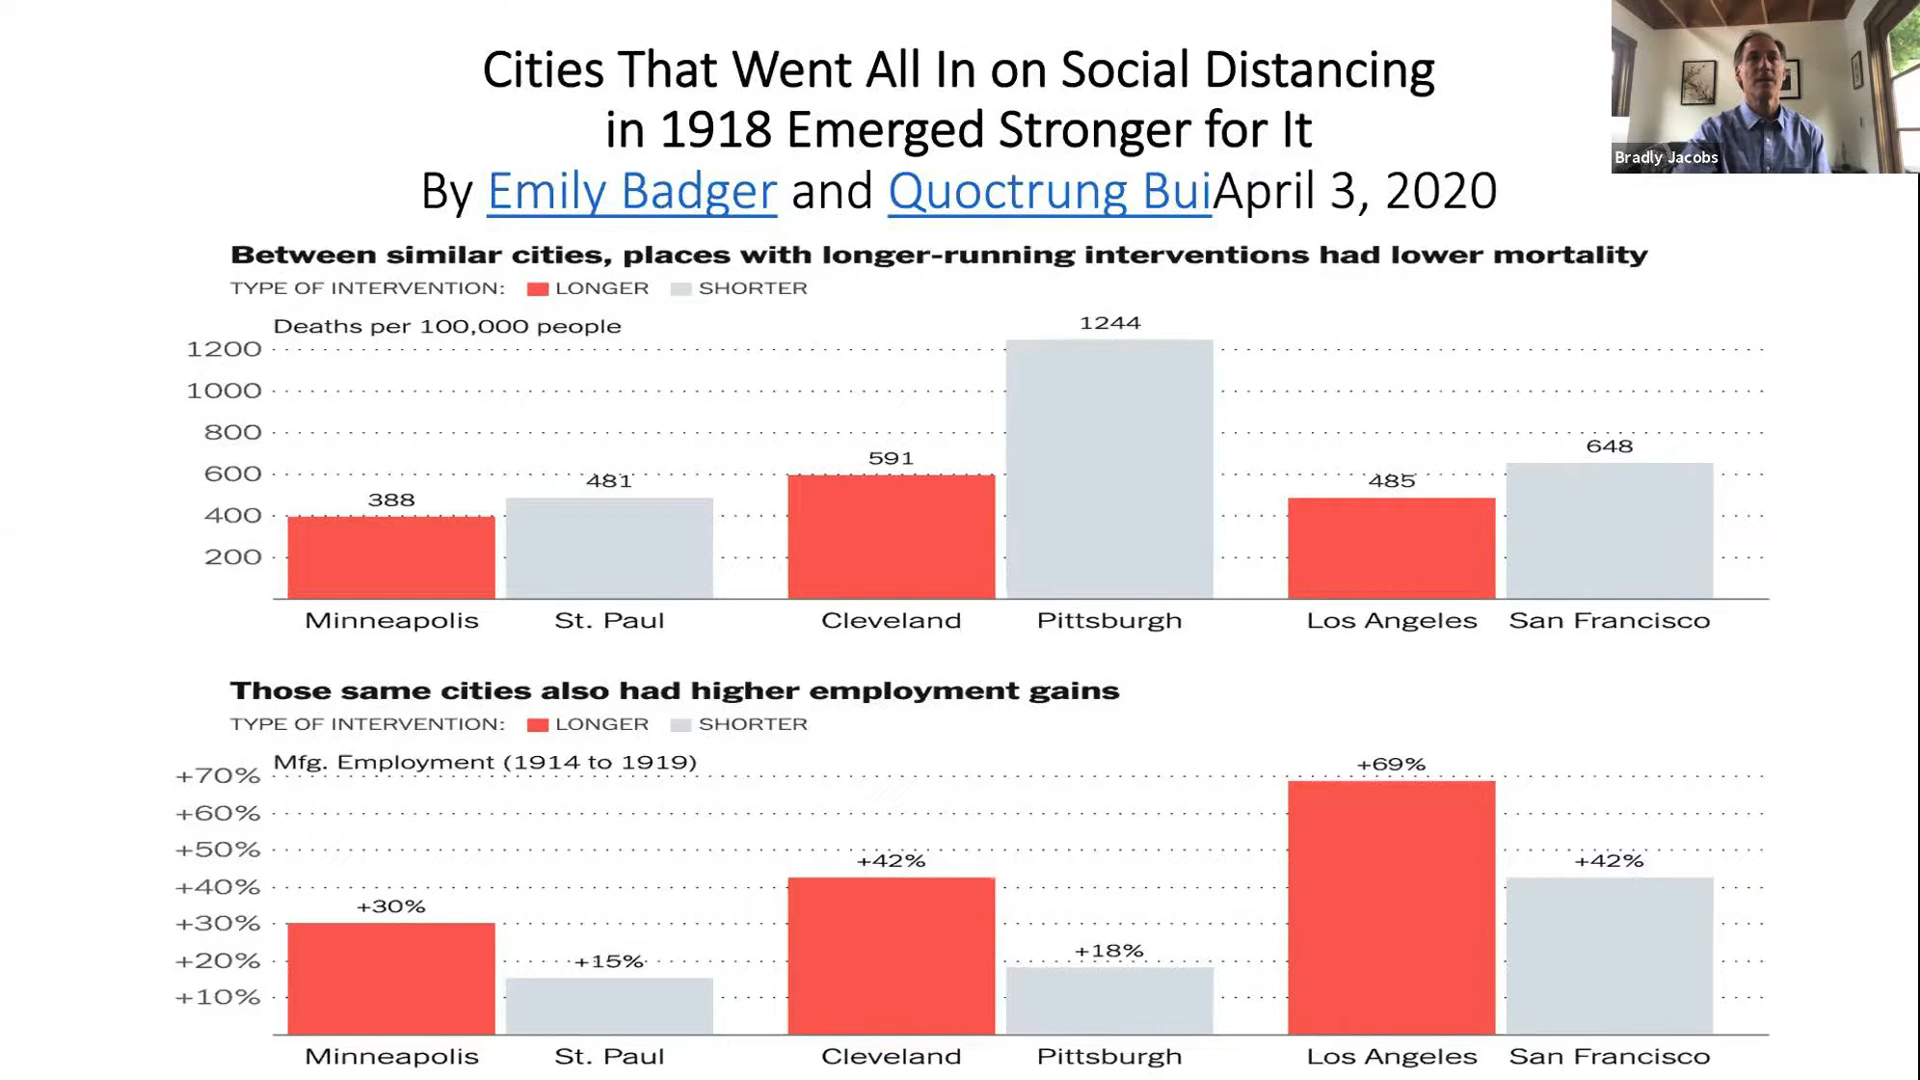 Cities That Went All In on Social Distancing
in 1918 Emerged Stronger for It
By Emily Badger and Quoctrung BuiApril 3, 2020
Bradly Jacobs
Between similar cities, places with longer-running interventions had lower mortality
TYPE OF INTERVENTION: LONGER SHORTER
Deaths per 100,000 people
1200
1000
800
600
400
200
388
481
591
1244
485
648
Minneapolis St. Paul Cleveland Pittsburgh Los Angeles San Francisco
Those same cities also had higher employment gains
TYPE OF INTERVENTION: LONGER SHORTER
Mfg. Employment (1914 to 1919)
+70%
+60%
+50%
+40%
+30%
+20%
+10%
+30%
+15%
+42%
+18%
+69%
+42%
Minneapolis St. Paul Cleveland Pittsburgh Los Angeles San Francisco